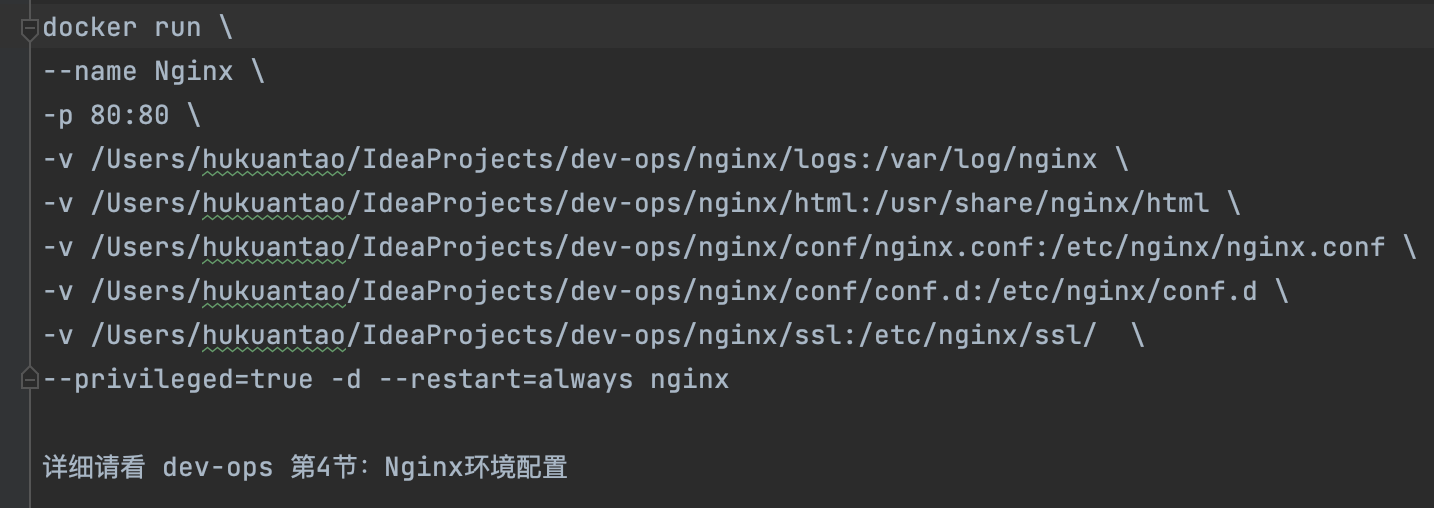 docker run \
--name Nginx \
-p 80:80 \
-v /Users/hukuantao/IdeaProjects/dev-ops/nginx/logs:/var/log/nginx \
-v /Users/hukuantao/IdeaProjects/dev-ops/nginx/html:/usr/share/nginx/html \
-v /Users/hukuantao/IdeaProjects/dev-ops/nginx/conf/nginx.conf:/etc/nginx/nginx.conf \
-v /Users/hukuantao/IdeaProjects/dev-ops/nginx/conf/conf.d:/etc/nginx/conf.d \
-v /Users/hukuantao/IdeaProjects/dev-ops/nginx/ssl:/etc/nginx/ssl/  \
--privileged=true -d --restart=always nginx
详细请看 dev-ops 第4节：Nginx环境配置